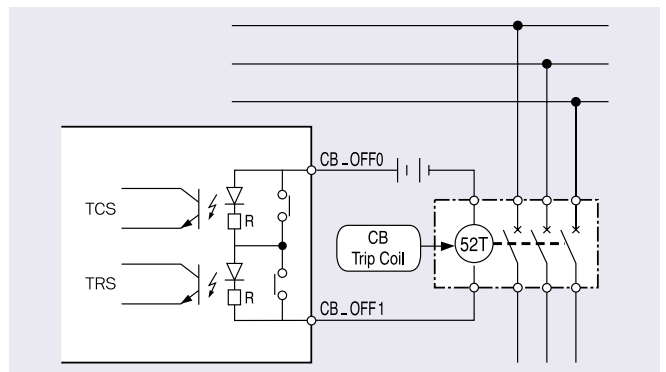 CB_OFF0
TCS
R
CB
Trip Coil
52T
TRS
R
CB_OFF1